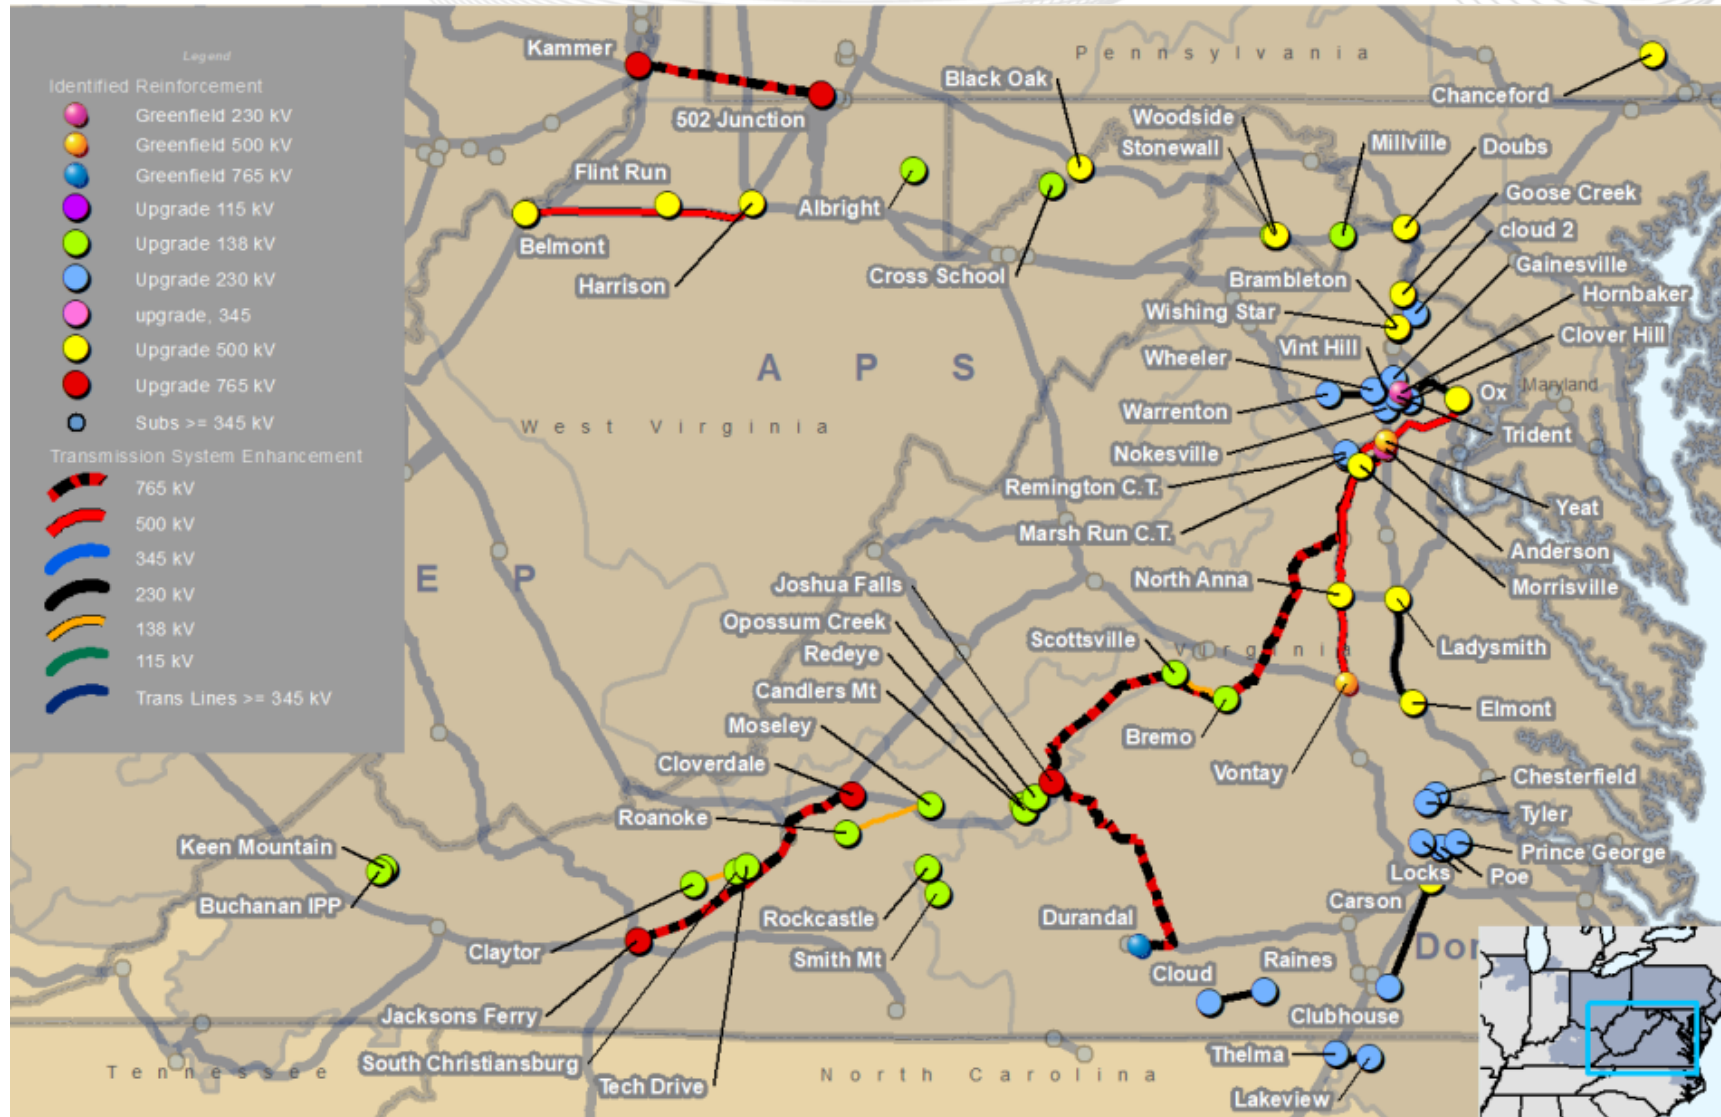 Legend
Identified Reinforcement
Greenfield 230 kV
Greenfield 500 kV
Greenfield 765 kV
Upgrade 115 kV
Upgrade 138 kV
Upgrade 230 kV
upgrade, 345
Upgrade 500 kV
Upgrade 765 kV
Subs >= 345 kV
Transmission System Enhancement
765 kV
500 kV
345 kV
230 kV
138 kV
115 kV
Trans Lines >= 345 kV
Kammer
502 Junction
Pennsylvania
Black Oak
Chanceford
Woodside
Stonewall
Millville
Doubs
Flint Run
Albright
Goose Creek
cloud 2
Belmont
Harrison
Cross School
Brambleton
Gainesville
Hornbaker
Wishing Star
Clover Hill
Vint Hill
Wheeler
APS
Ox
Maryland
Warrenton
West Virginia
Trident
Nokesville
Remington C.T.
Yeat
Marsh Run C.T.
Anderson
EP
Joshua Falls
North Anna
Morrisville
Opossum Creek
Scottsville
Virginia
Ladysmith
Redeye
Candlers Mt
Moseley
Bremo
Elmont
Cloverdale
Vontay
Chesterfield
Roanoke
Tyler
Keen Mountain
Prince George
Locks
Poe
Buchanan IPP
Rockcastle
Durandal
Carson
Claytor
Smith Mt
Dom
Cloud
Raines
Jacksons Ferry
Clubhouse
South Christiansburg
Thelma
Tennessee
Tech Drive
North Carolina
Lakeview